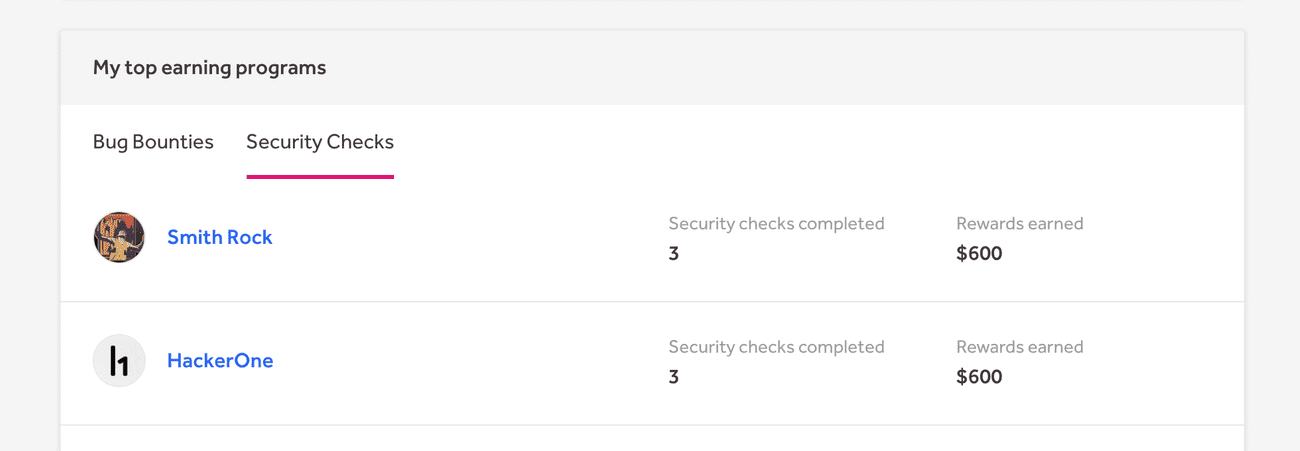 My top earning programs
Bug Bounties Security Checks
Smith Rock
Security checks completed
3
Rewards earned
$600
h1
HackerOne
Security checks completed
3
Rewards earned
$600